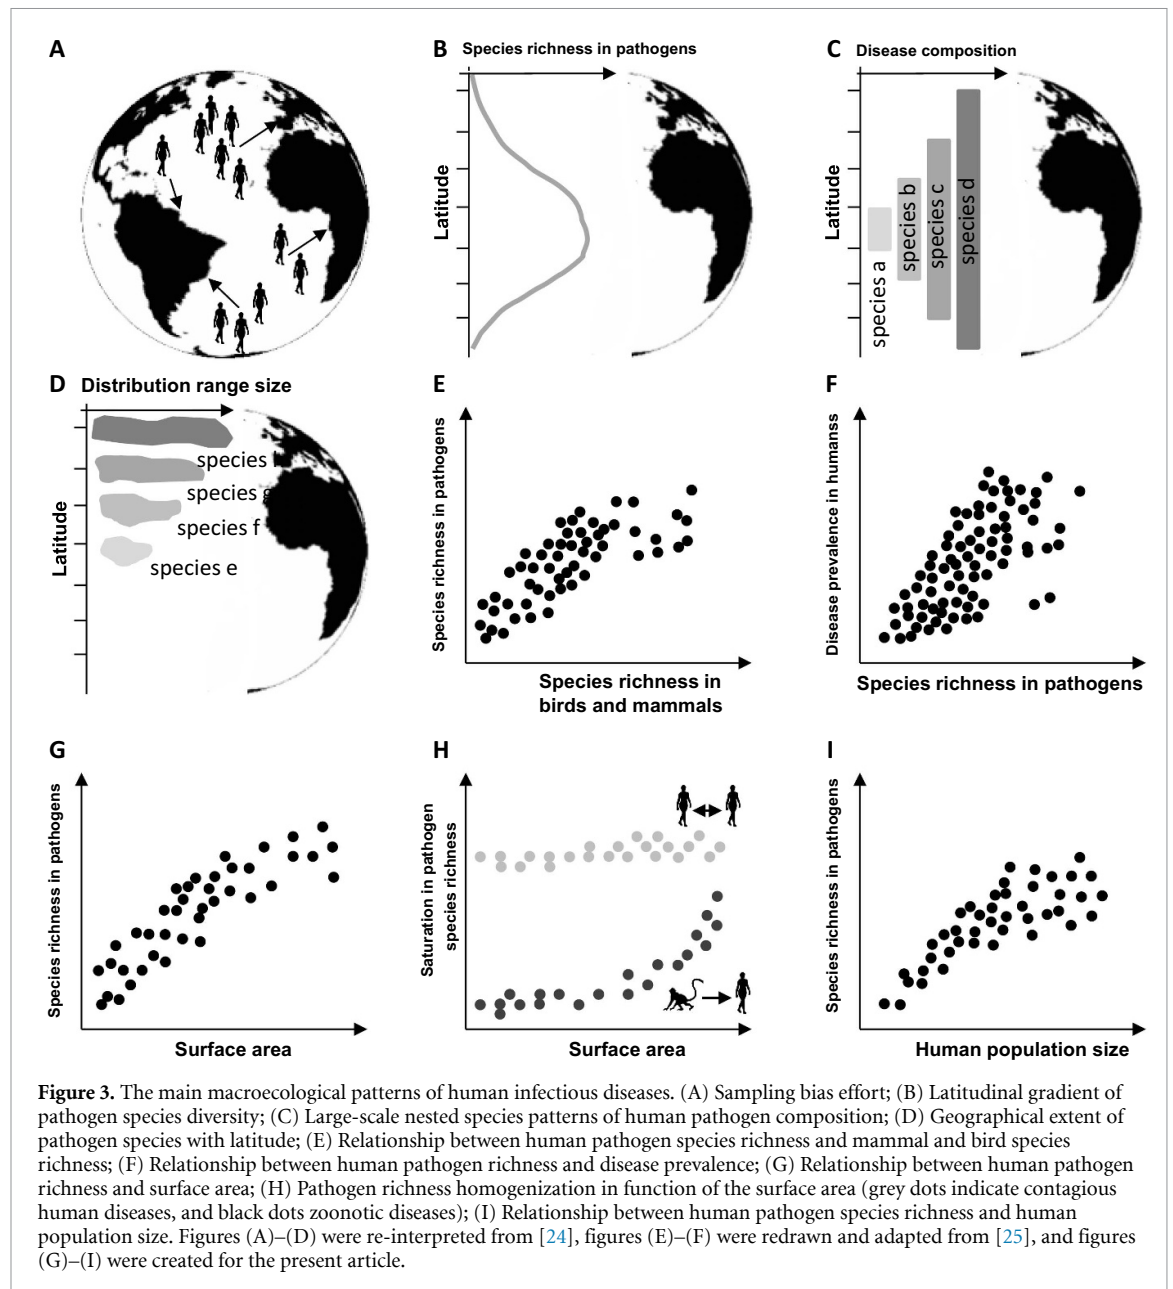 A
B Species richness in pathogens
Latitude
C Disease composition
Latitude
species a
species b
species c
species d
D Distribution range size
Latitude
species
species g
species f
species e
E
Species richness in pathogens
Species richness in
birds and mammals
F
Disease prevalence in humanss
Species richness in pathogens
G
Species richness in pathogens
Surface area
H
Saturation in pathogen
species richness
Surface area
I
Species richness in pathogens
Human population size
Figure 3. The main macroecological patterns of human infectious diseases. (A) Sampling bias effort; (B) Latitudinal gradient of
pathogen species diversity; (C) Large-scale nested species patterns of human pathogen composition; (D) Geographical extent of
pathogen species with latitude; (E) Relationship between human pathogen species richness and mammal and bird species
richness; (F) Relationship between human pathogen richness and disease prevalence; (G) Relationship between human pathogen
richness and surface area; (H) Pathogen richness homogenization in function of the surface area (grey dots indicate contagious
human diseases, and black dots zoonotic diseases); (I) Relationship between human pathogen species richness and human
population size. Figures (A)–(D) were re-interpreted from [24], figures (E)–(F) were redrawn and adapted from [25], and figures
(G)–(I) were created for the present article.